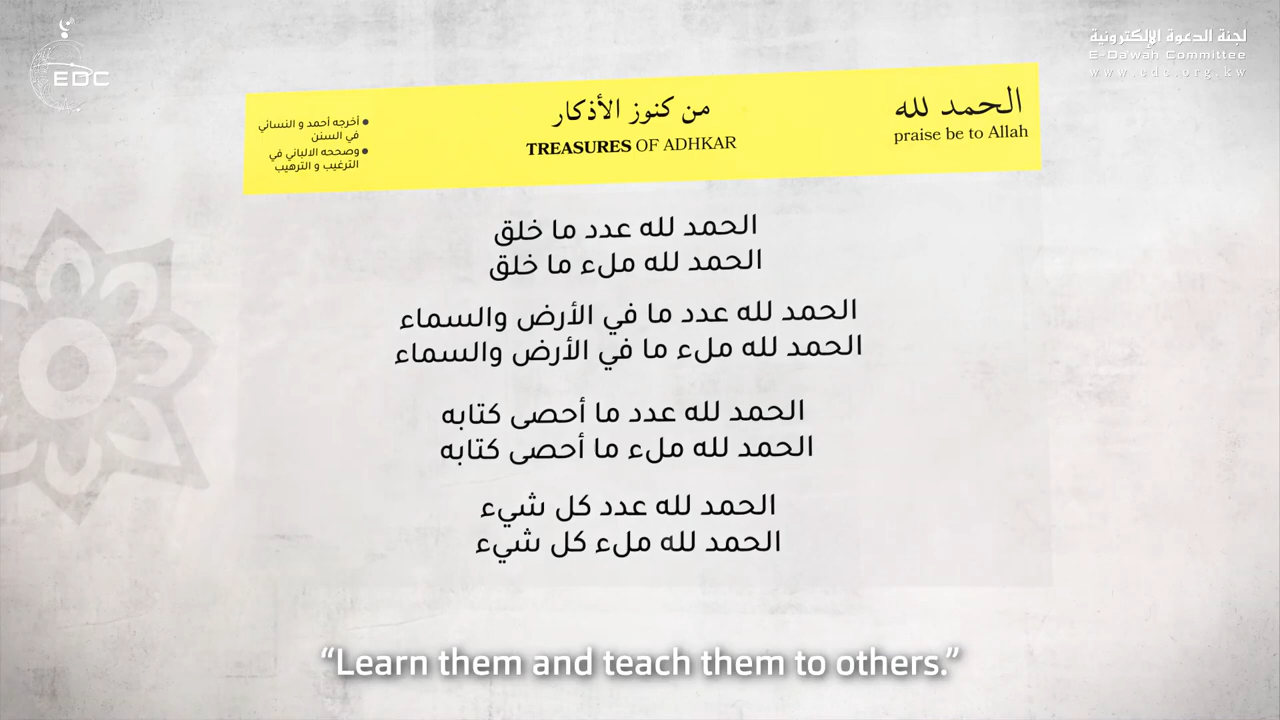 EDC
لجنة الدعوة الإلكترونية
E-Da'wah Committee
www.edc.org.kw
الحمد لله
praise be to Allah
من كنوز الأذكار
TREASURES OF ADHKAR
● أخرجه أحمد و النسائي
في السنن
● وصححه الالباني في
الترغيب و الترهيب
الحمد لله عدد ما خلق
الحمد لله ملء ما خلق
الحمد لله عدد ما في الأرض والسماء
الحمد لله ملء ما في الأرض والسماء
الحمد لله عدد ما أحصى كتابه
الحمد لله ملء ما أحصى كتابه
الحمد لله عدد كل شيء
الحمد لله ملء كل شيء
“Learn them and teach them to others.”